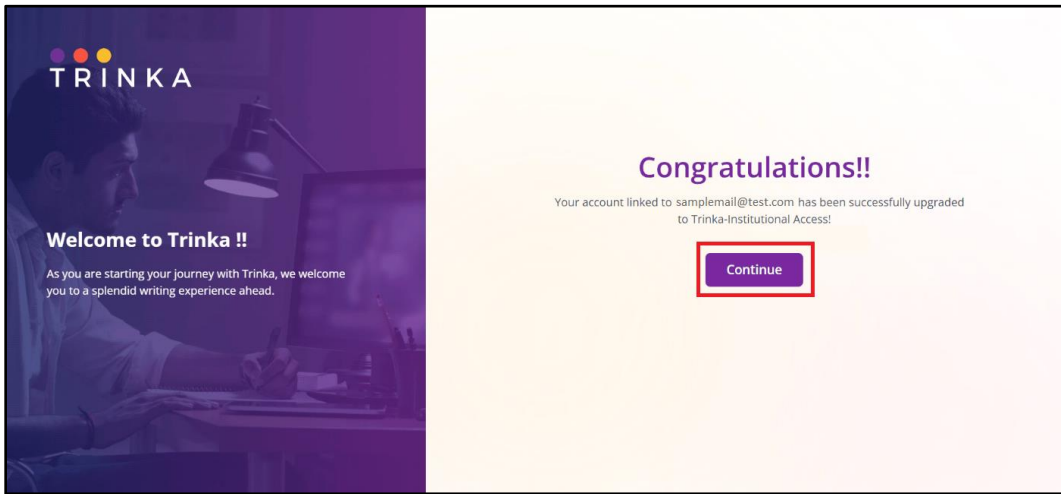 TRINKA
Welcome to Trinka !!
As you are starting your journey with Trinka, we welcome
you to a splendid writing experience ahead.
Congratulations!!
Your account linked to samplemail@test.com has been successfully upgraded
to Trinka-Institutional Access!
Continue